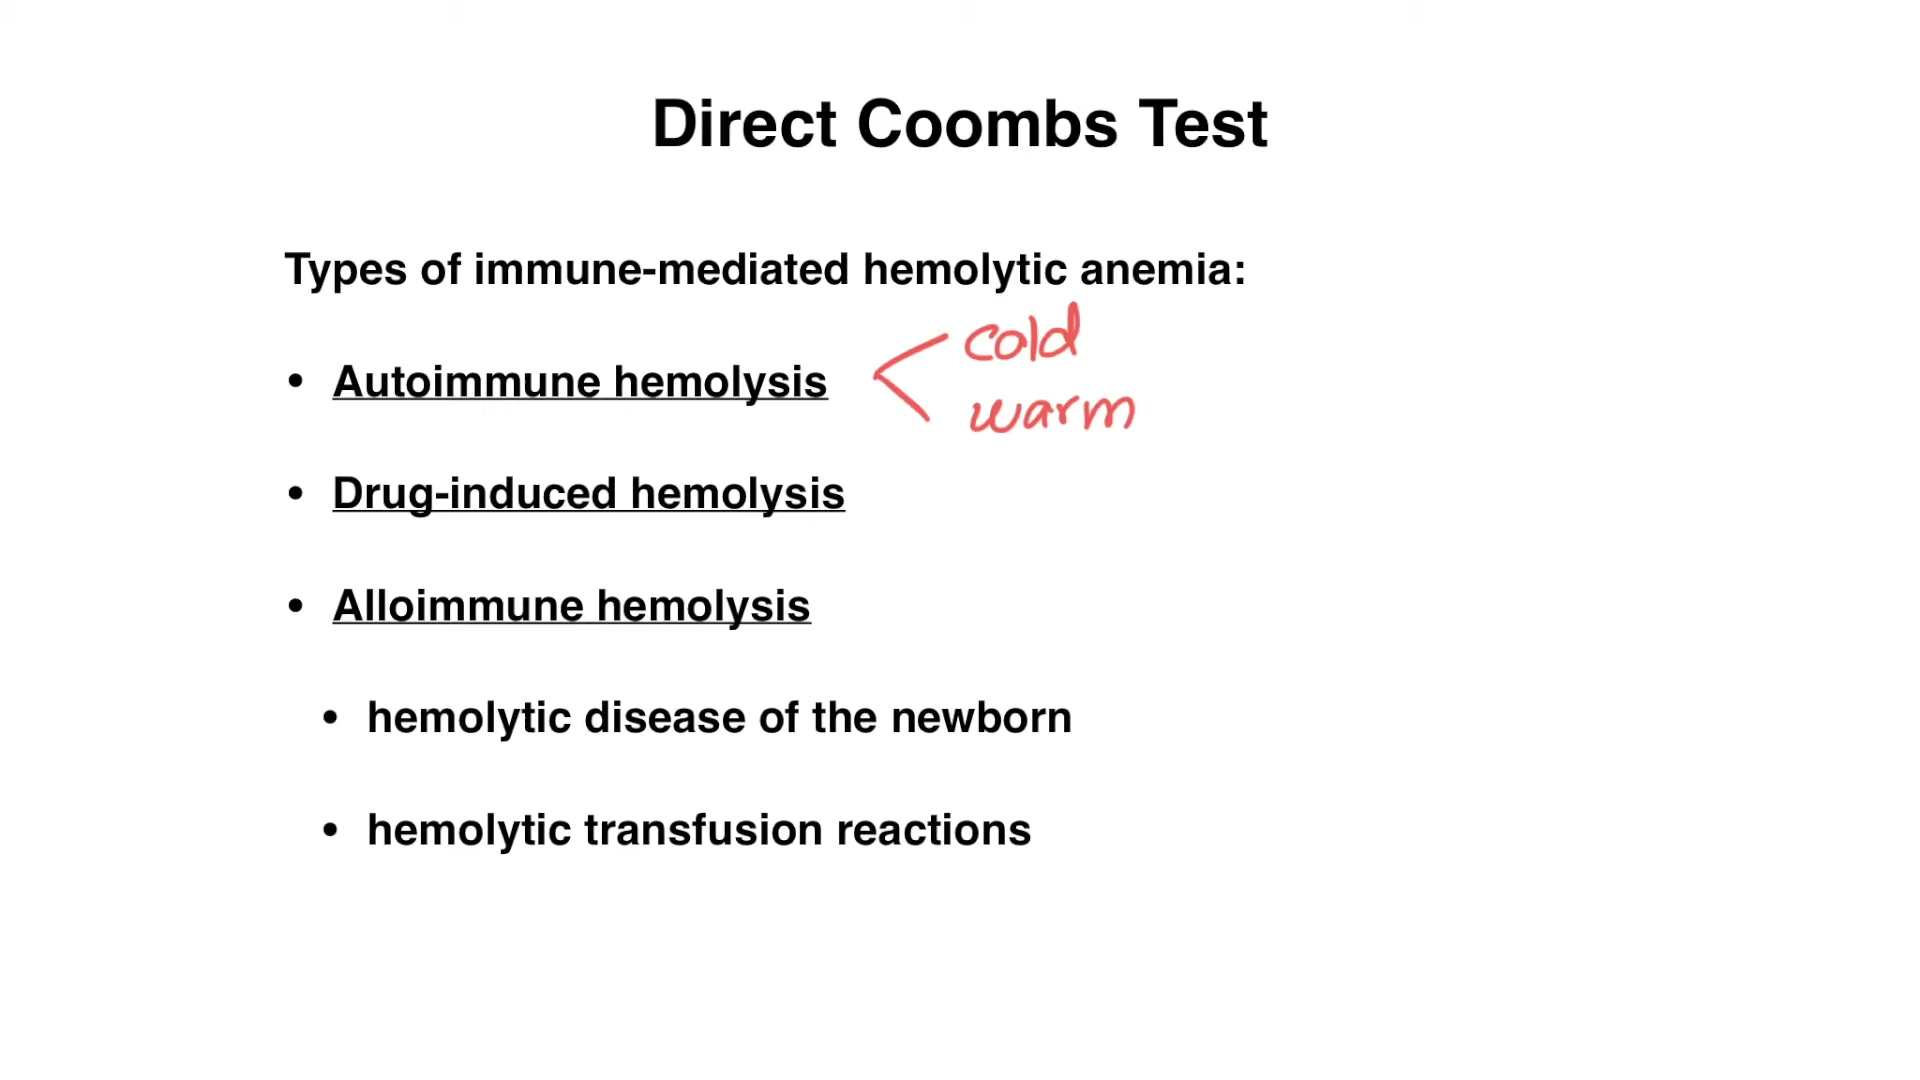 Direct Coombs Test
Types of immune-mediated hemolytic anemia:
cold
• Autoimmune hemolysis
warm
• Drug-induced hemolysis
• Alloimmune hemolysis
• hemolytic disease of the newborn
• hemolytic transfusion reactions